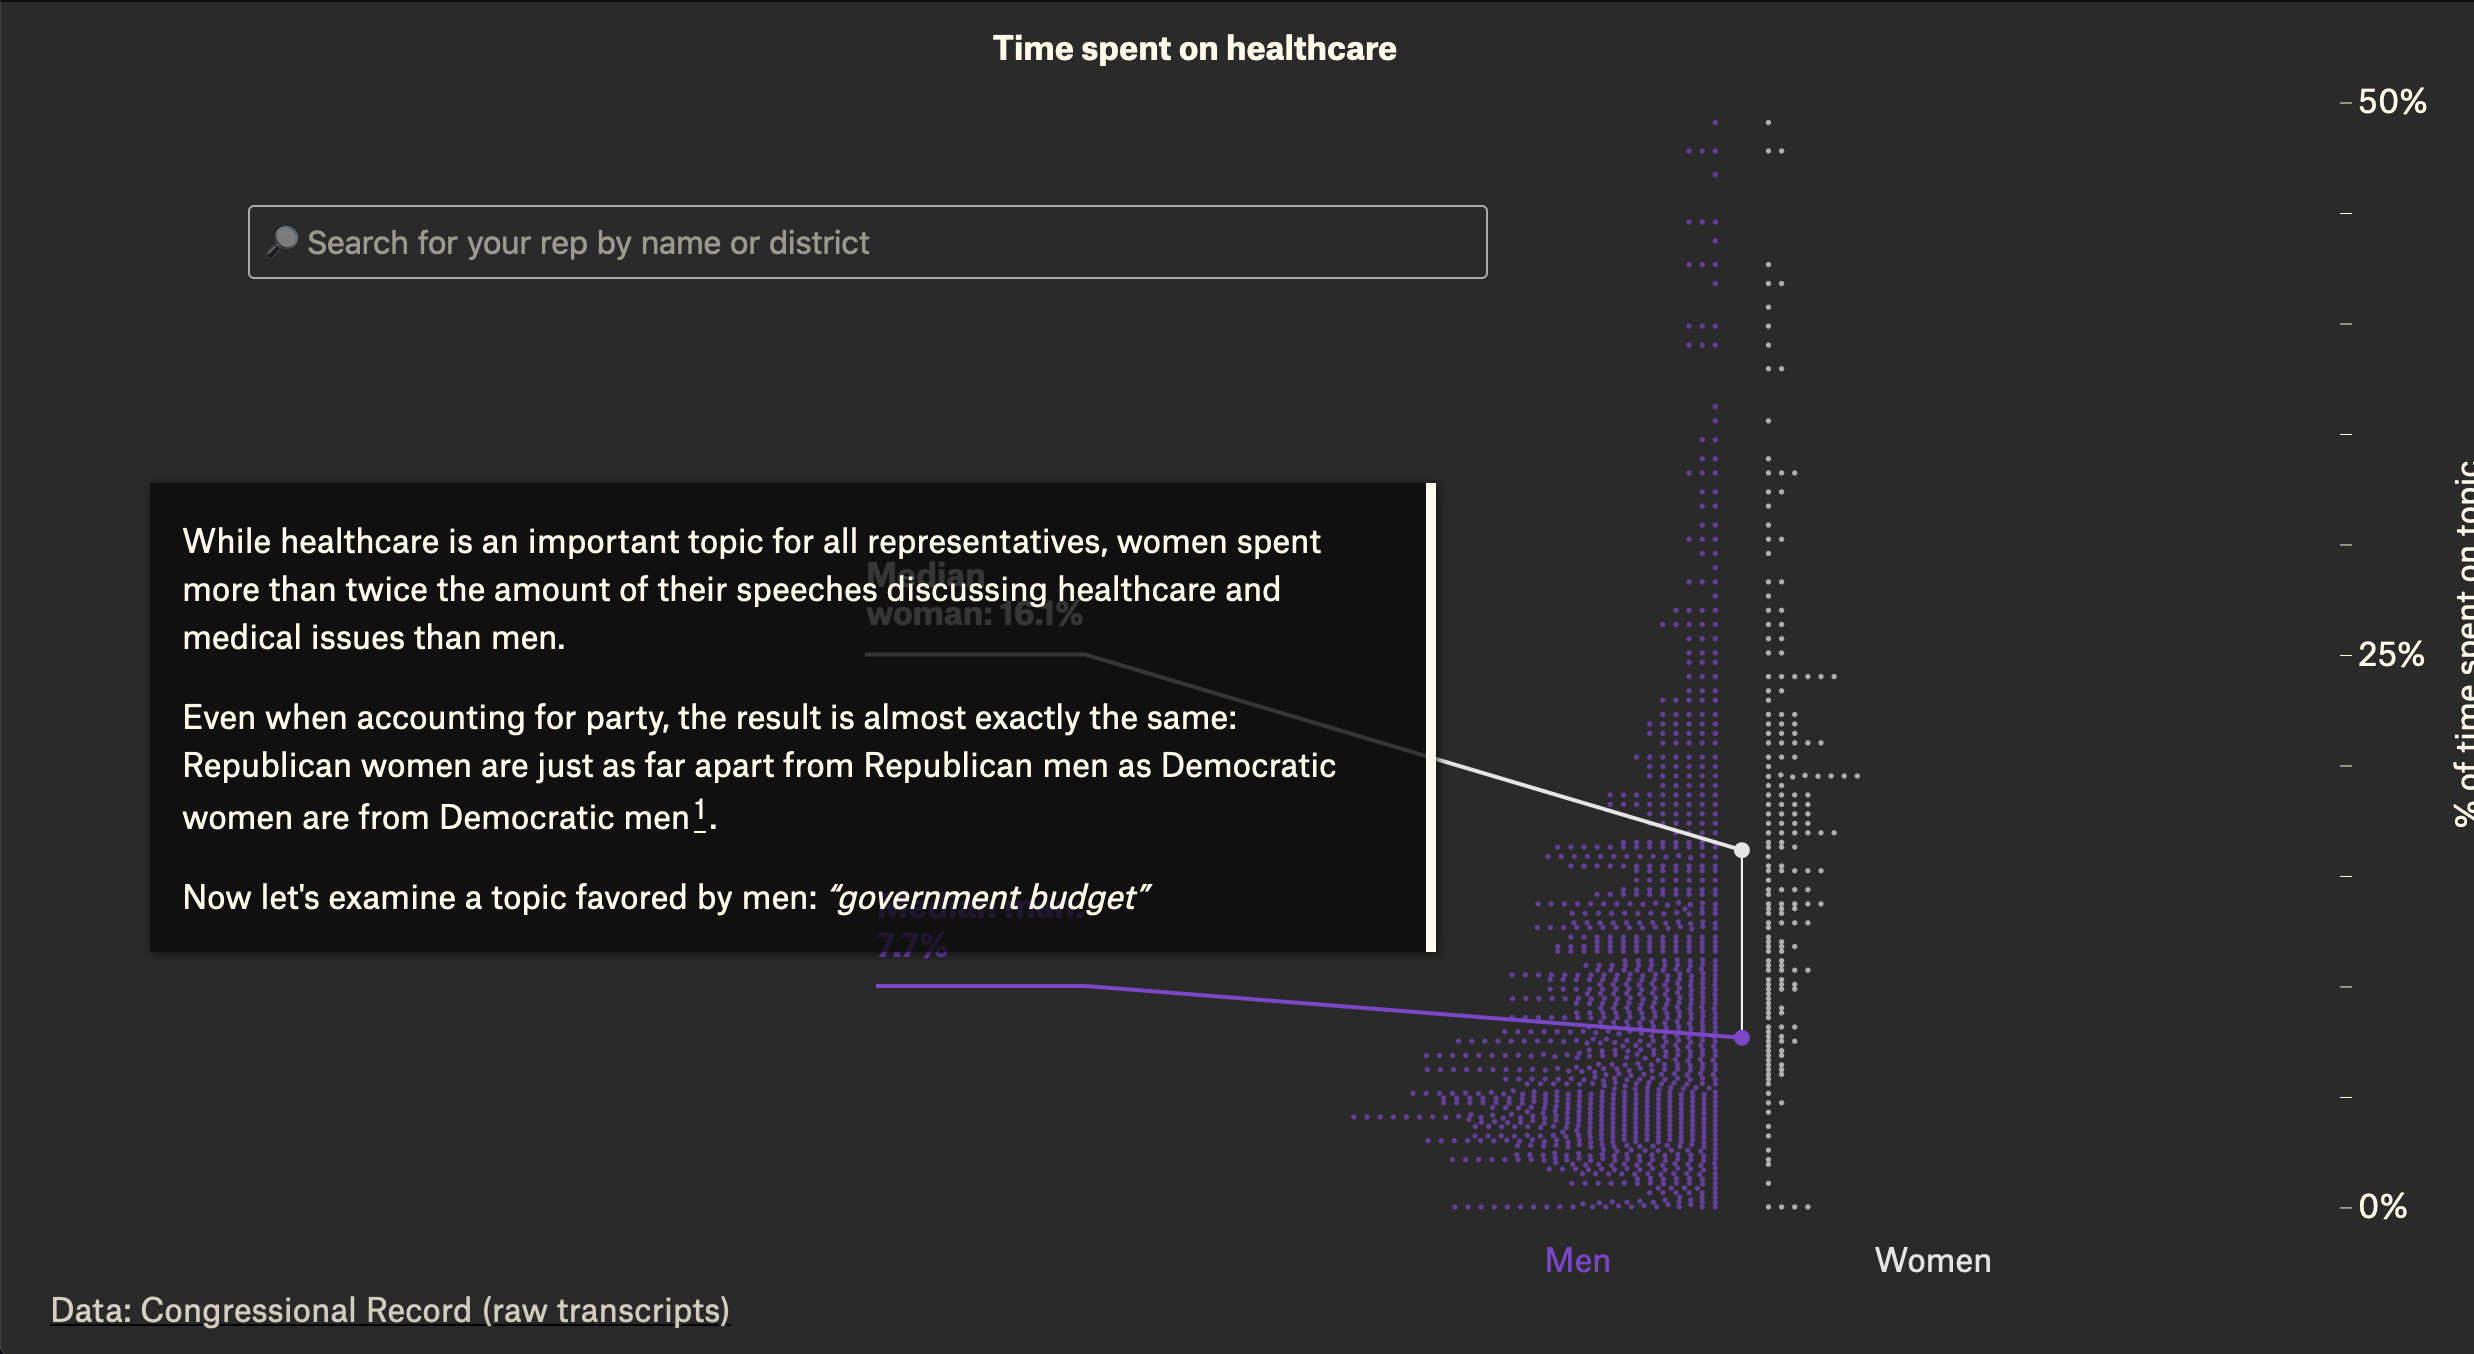 Time spent on healthcare
50%
🔎 Search for your rep by name or district
While healthcare is an important topic for all representatives, women spent
more than twice the amount of their speeches discussing healthcare and
medical issues than men.
Median
woman: 16.1%
25%
% of time spent on topic
Even when accounting for party, the result is almost exactly the same:
Republican women are just as far apart from Republican men as Democratic
women are from Democratic men1.
Now let's examine a topic favored by men: “government budget”
Median man:
7.7%
0%
Men
Women
Data: Congressional Record (raw transcripts)